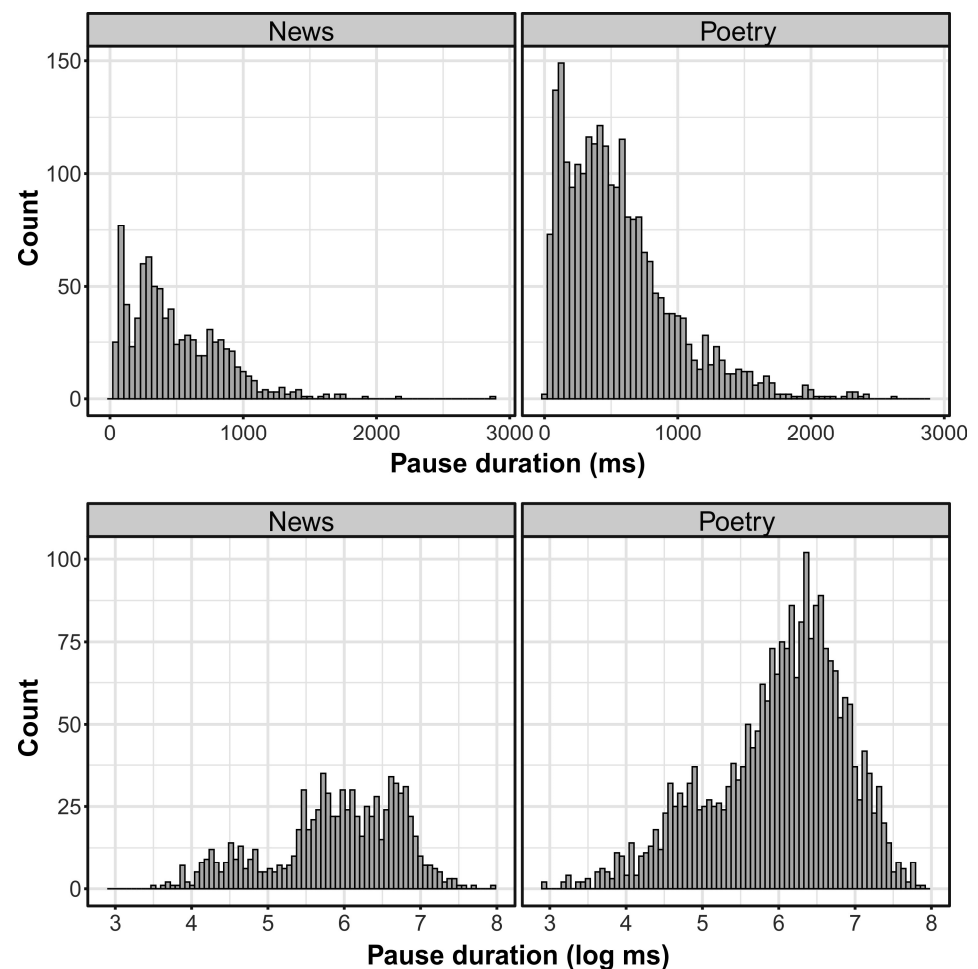 News Poetry
150
100
50
0
Count
0 1000 2000 3000 0 1000 2000 3000
Pause duration (ms)
News Poetry
100
75
50
25
0
Count
3 4 5 6 7 8 3 4 5 6 7 8
Pause duration (log ms)